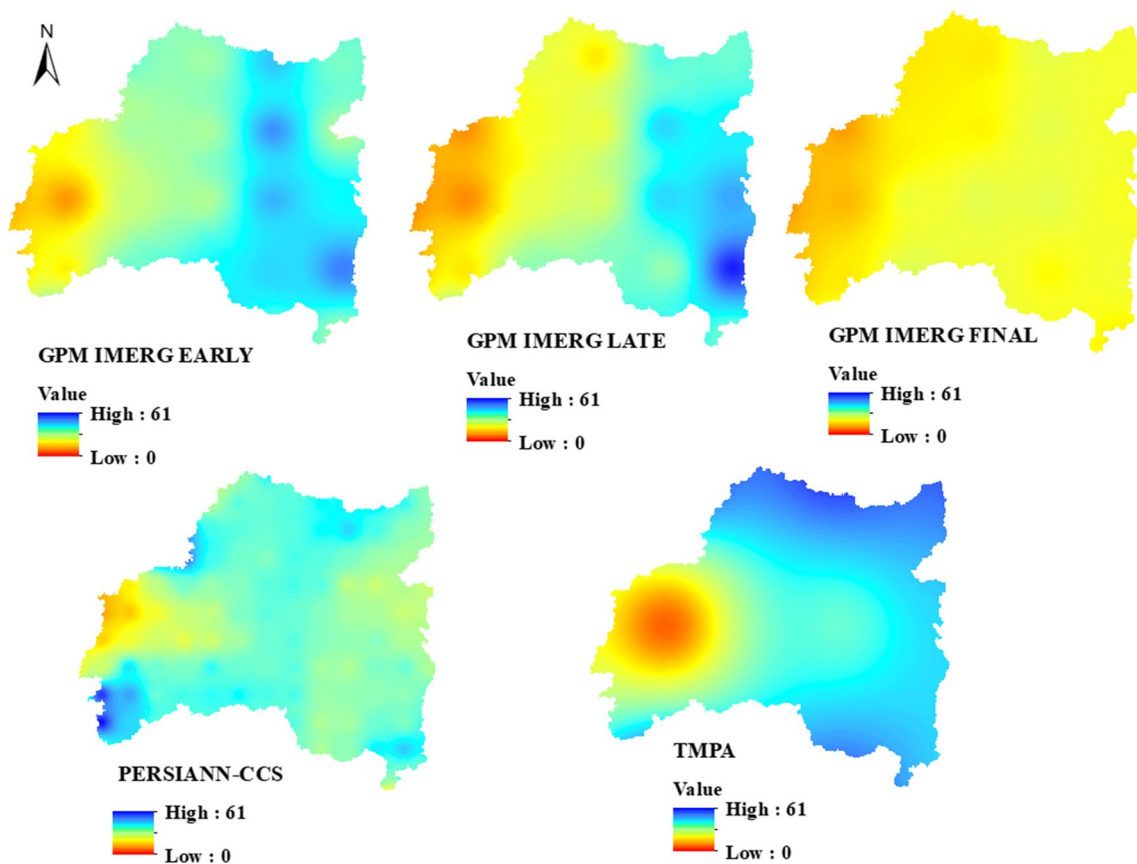 N
GPM IMERG EARLY
Value
High : 61
Low : 0
GPM IMERG LATE
Value
High : 61
Low : 0
GPM IMERG FINAL
Value
High : 61
Low : 0
PERSIANN-CCS
High : 61
Low : 0
TMPA
Value
High : 61
Low : 0